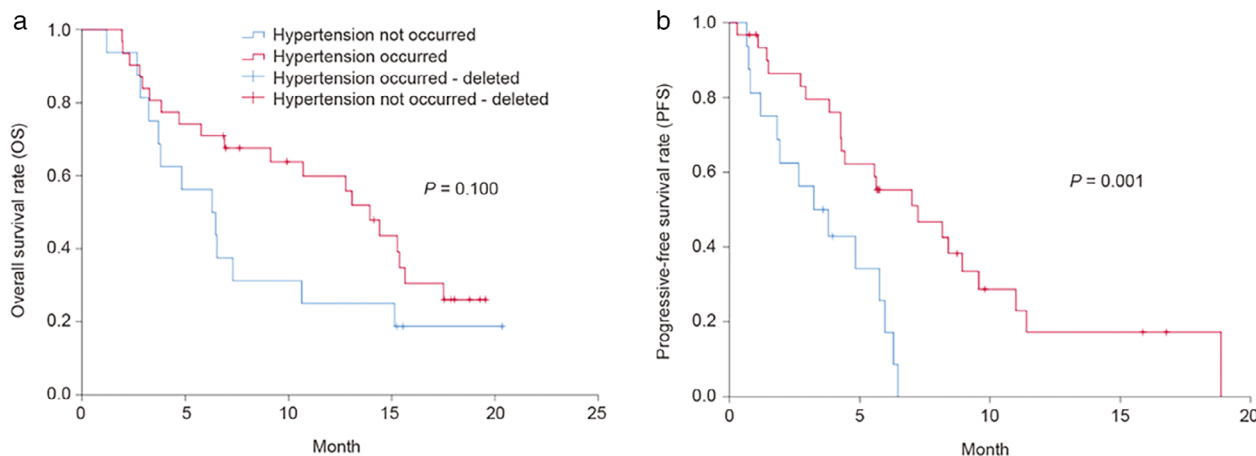 a
Overall survival rate (OS)
1.0
0.8
0.6
0.4
0.2
0.0
Hypertension not occurred
Hypertension occurred
Hypertension occurred - deleted
Hypertension not occurred - deleted
P = 0.100
0 5 10 15 20 25
Month
b
Progressive-free survival rate (PFS)
1.0
0.8
0.6
0.4
0.2
0.0
P = 0.001
0 5 10 15 20
Month